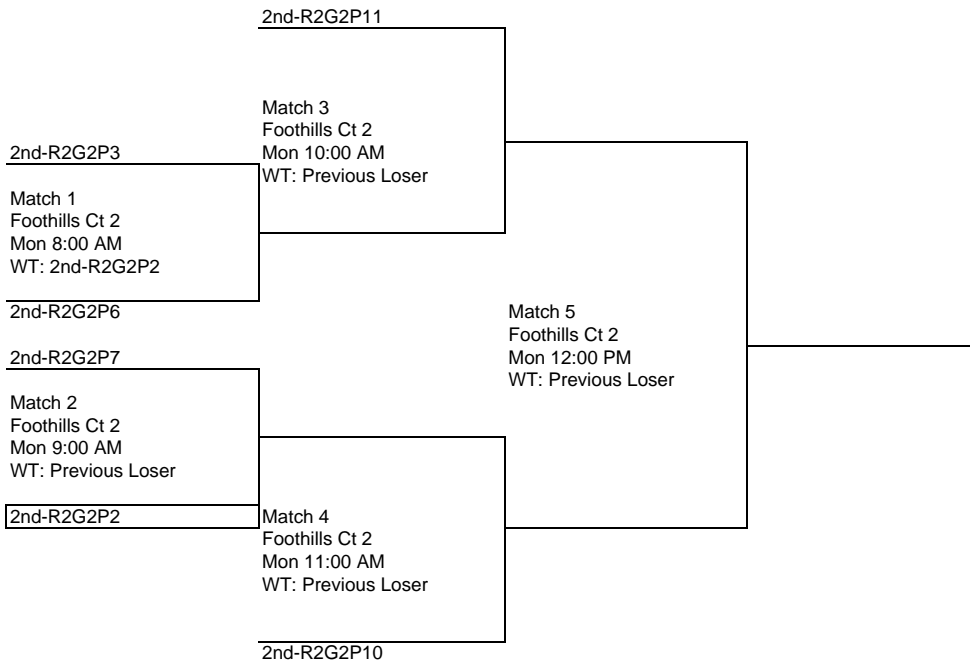 2nd-R2G2P11
Match 3
Foothills Ct 2
Mon 10:00 AM
WT: Previous Loser
2nd-R2G2P3
Match 1
Foothills Ct 2
Mon 8:00 AM
WT: 2nd-R2G2P2
2nd-R2G2P6
Match 5
Foothills Ct 2
Mon 12:00 PM
WT: Previous Loser
2nd-R2G2P7
Match 2
Foothills Ct 2
Mon 9:00 AM
WT: Previous Loser
2nd-R2G2P2
Match 4
Foothills Ct 2
Mon 11:00 AM
WT: Previous Loser
2nd-R2G2P10